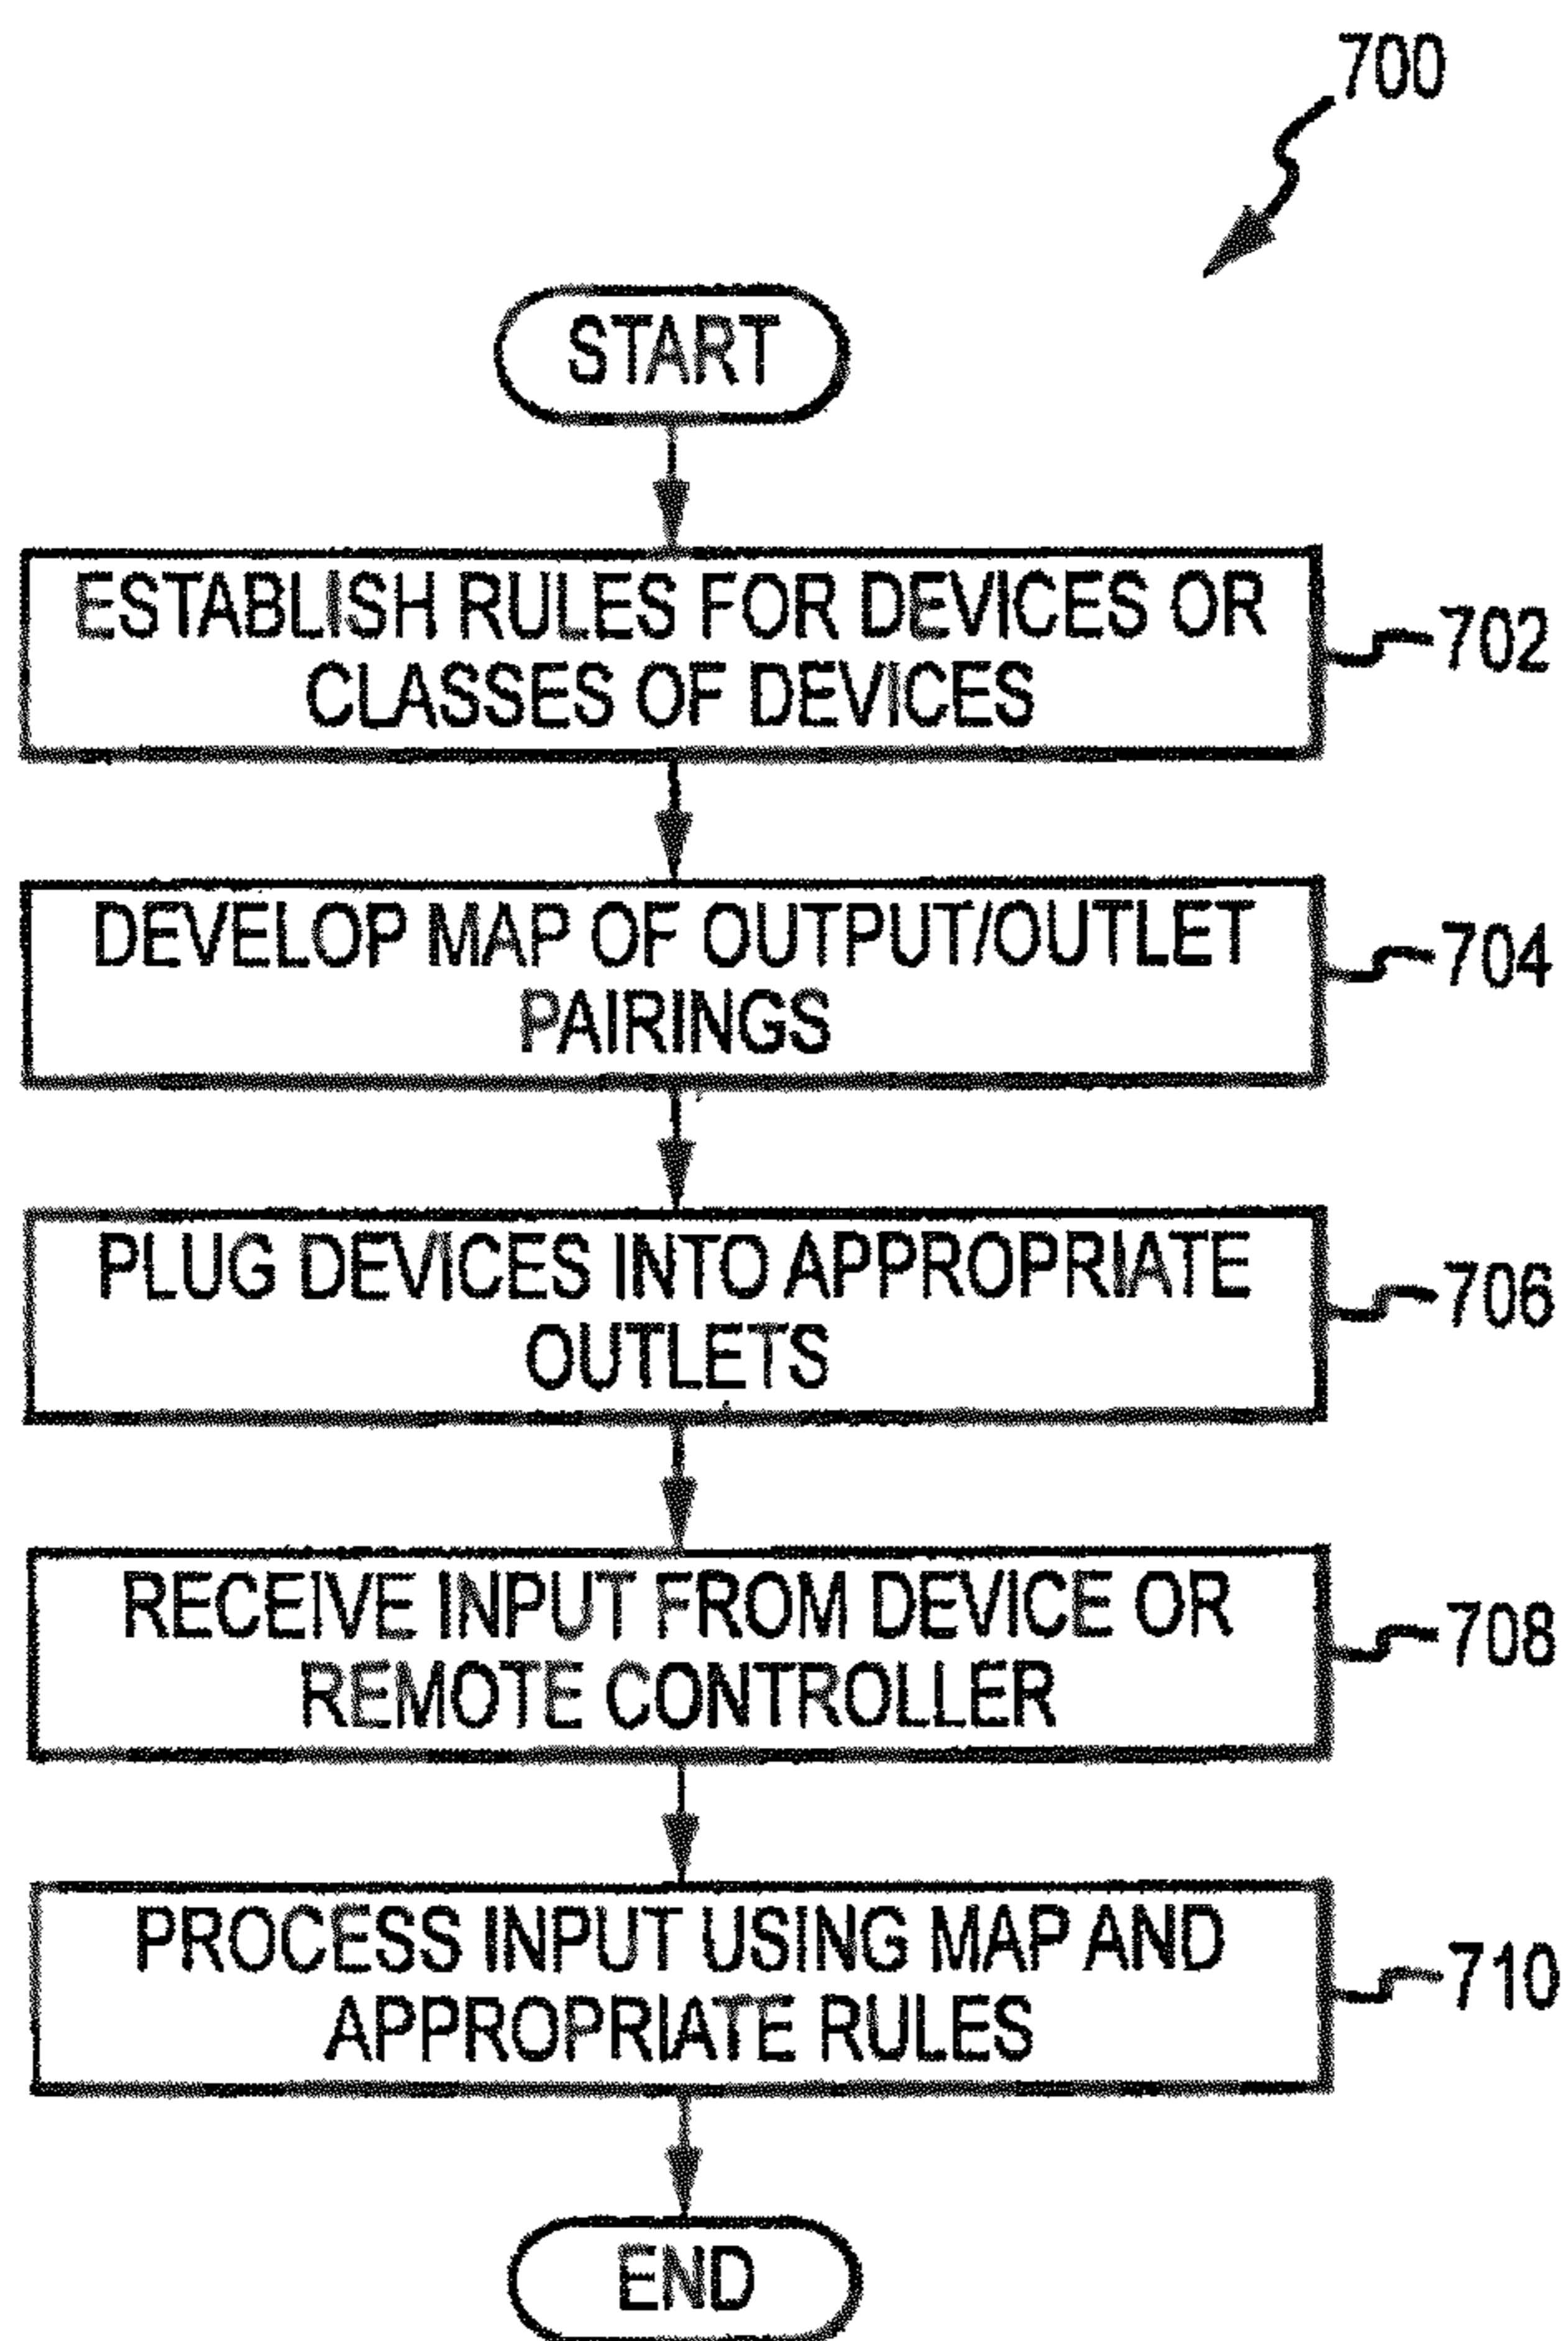 700
START
ESTABLISH RULES FOR DEVICES OR
CLASSES OF DEVICES
702
DEVELOP MAP OF OUTPUT/OUTLET
PAIRINGS
704
PLUG DEVICES INTO APPROPRIATE
OUTLETS
706
RECEIVE INPUT FROM DEVICE OR
REMOTE CONTROLLER
708
PROCESS INPUT USING MAP AND
APPROPRIATE RULES
710
END